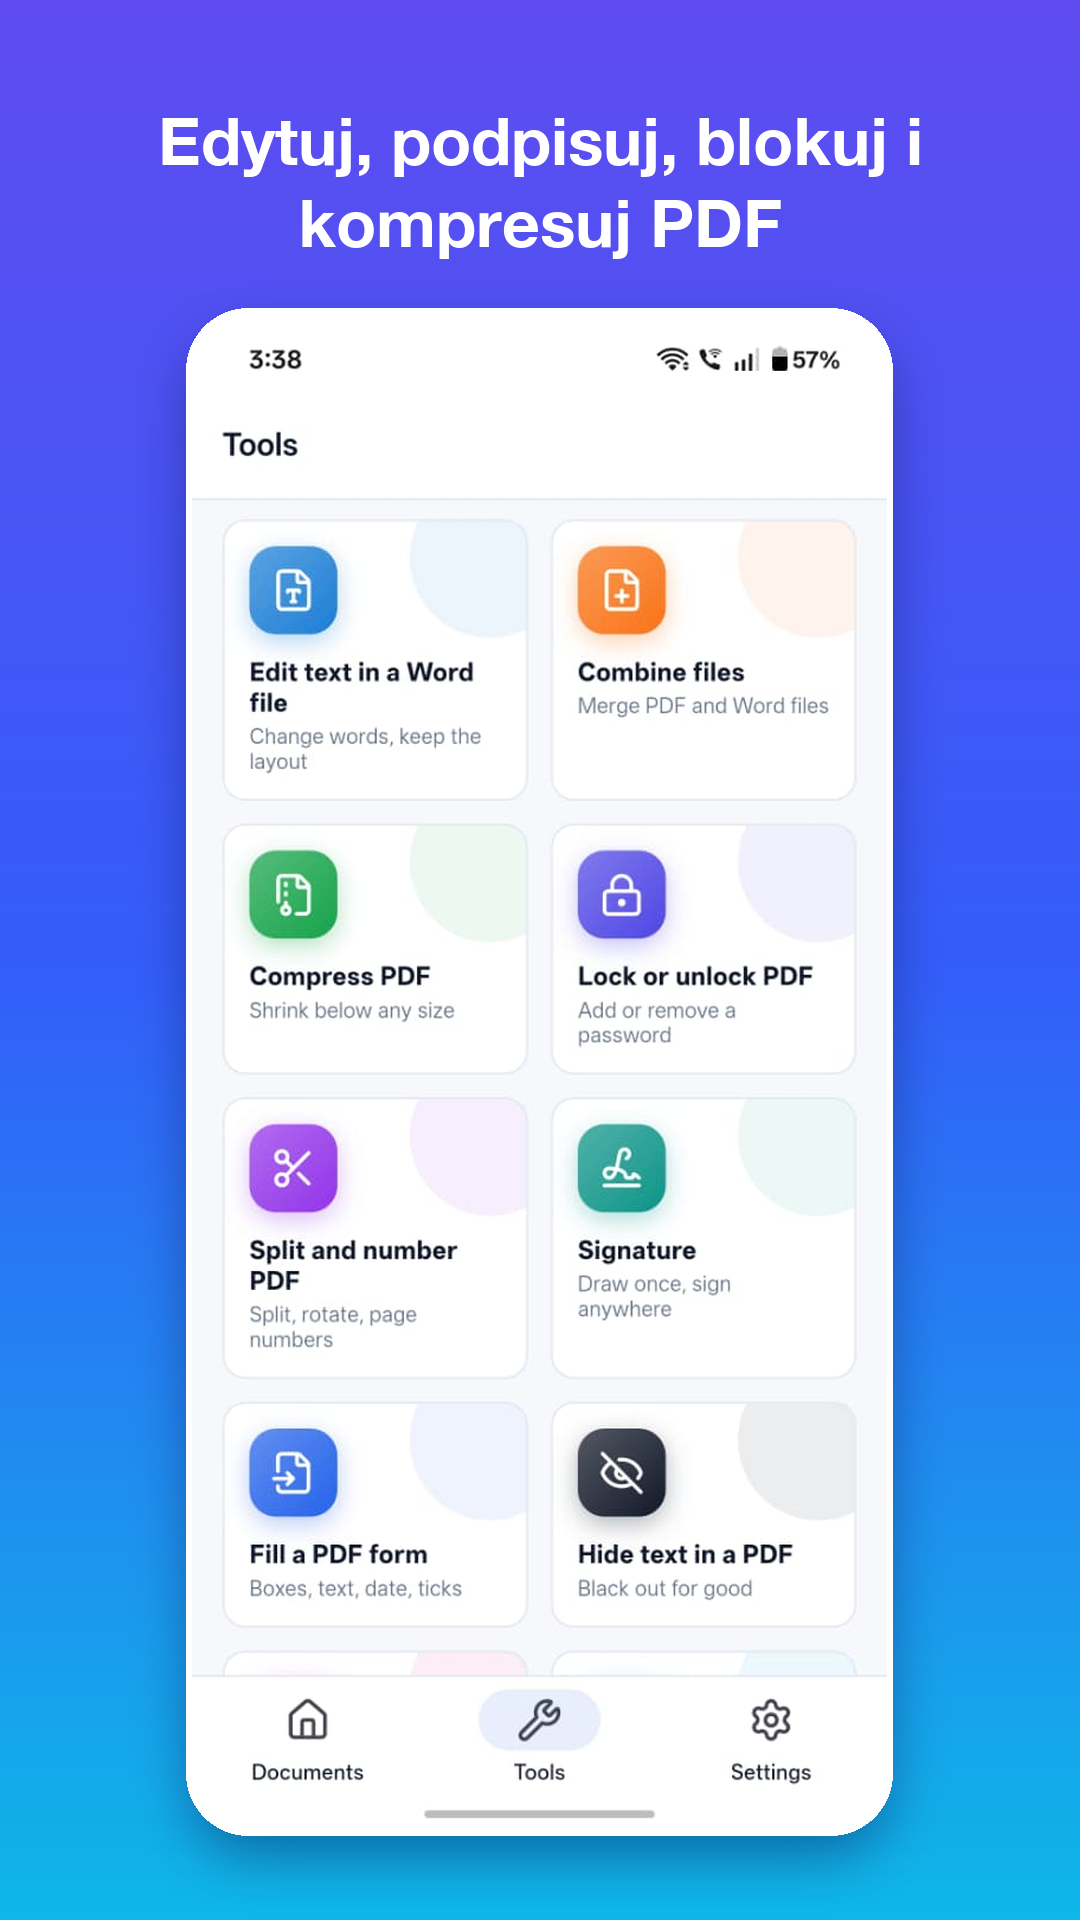 Edytuj, podpisuj, blokuj i
kompresuj PDF
3:38
57%
Tools
Edit text in a Word
file
Change words, keep the
layout
Combine files
Merge PDF and Word files
Compress PDF
Shrink below any size
Lock or unlock PDF
Add or remove a
password
Split and number
PDF
Split, rotate, page
numbers
Signature
Draw once, sign
anywhere
Fill a PDF form
Boxes, text, date, ticks
Hide text in a PDF
Black out for good
Documents
Tools
Settings